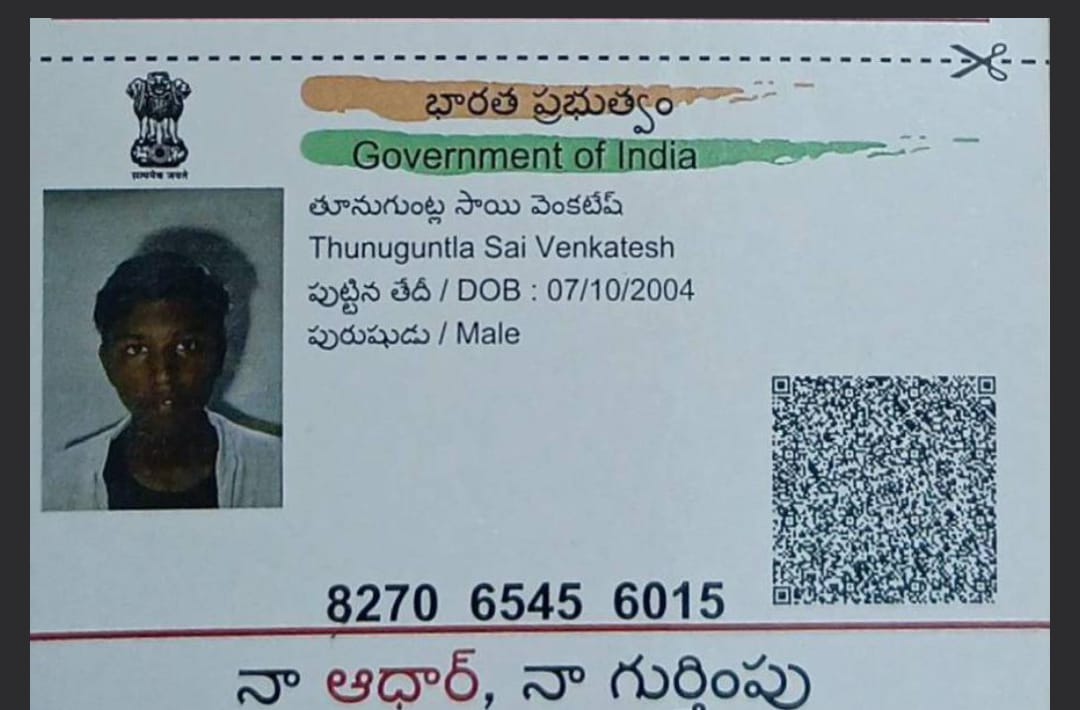 భారత ప్రభుత్వం
Government of India
सत्यमेव जयते
తూనుగుంట్ల సాయి వెంకటేష్
Thunuguntla Sai Venkatesh
పుట్టిన తేదీ / DOB : 07/10/2004
పురుషుడు / Male
8270 6545 6015
నా ఆధార్, నా గుర్తింపు